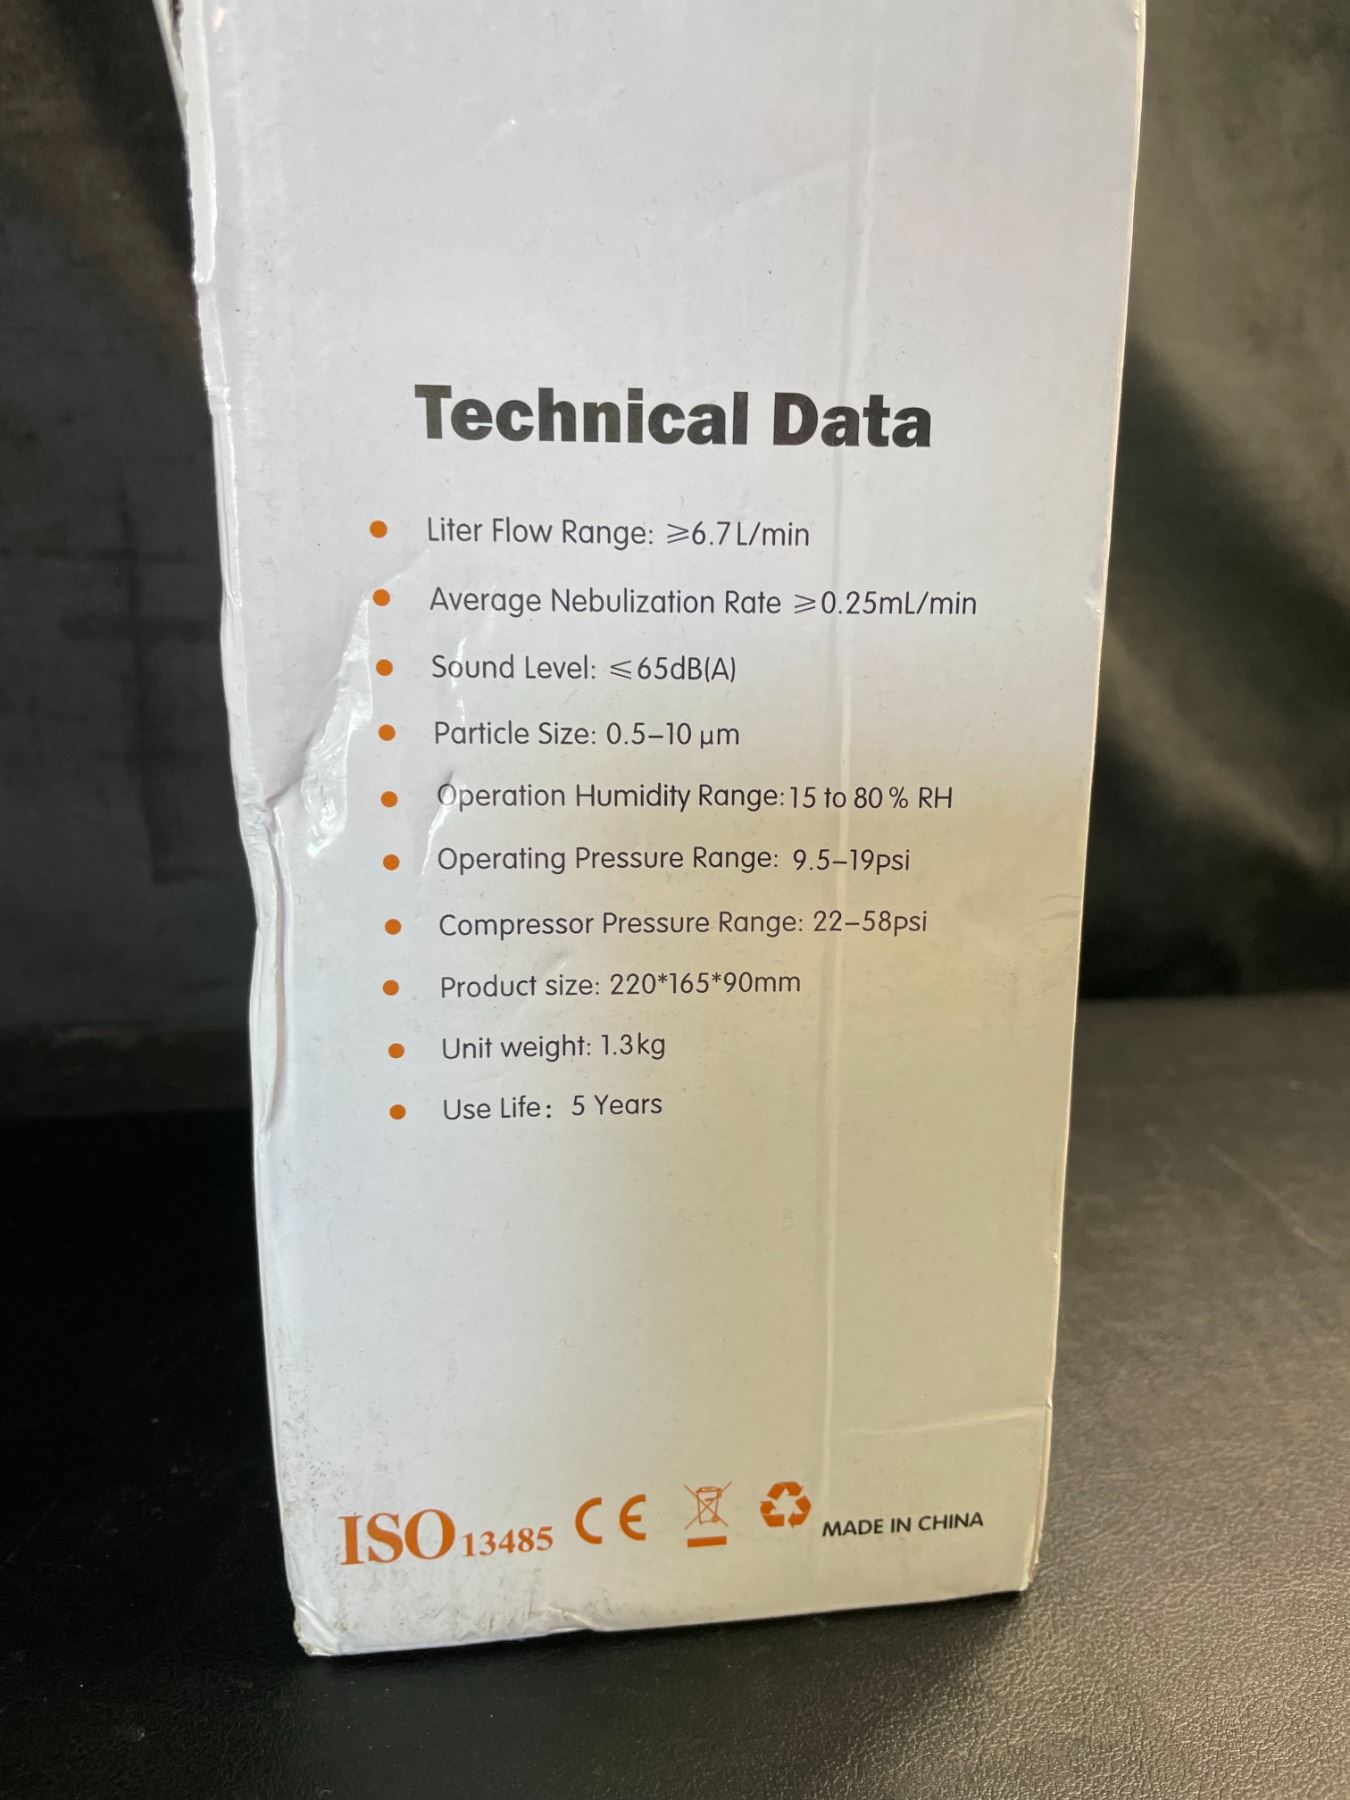 Technical Data
Liter Flow Range: ≥6.7L/min
Average Nebulization Rate ≥0.25mL/min
Sound Level: ≤65dB(A)
Particle Size: 0.5–10 μm
Operation Humidity Range:15 to 80% RH
Operating Pressure Range: 9.5–19psi
Compressor Pressure Range: 22–58psi
Product size: 220*165*90mm
Unit weight: 1.3kg
Use Life: 5 Years
ISO 13485 CE MADE IN CHINA